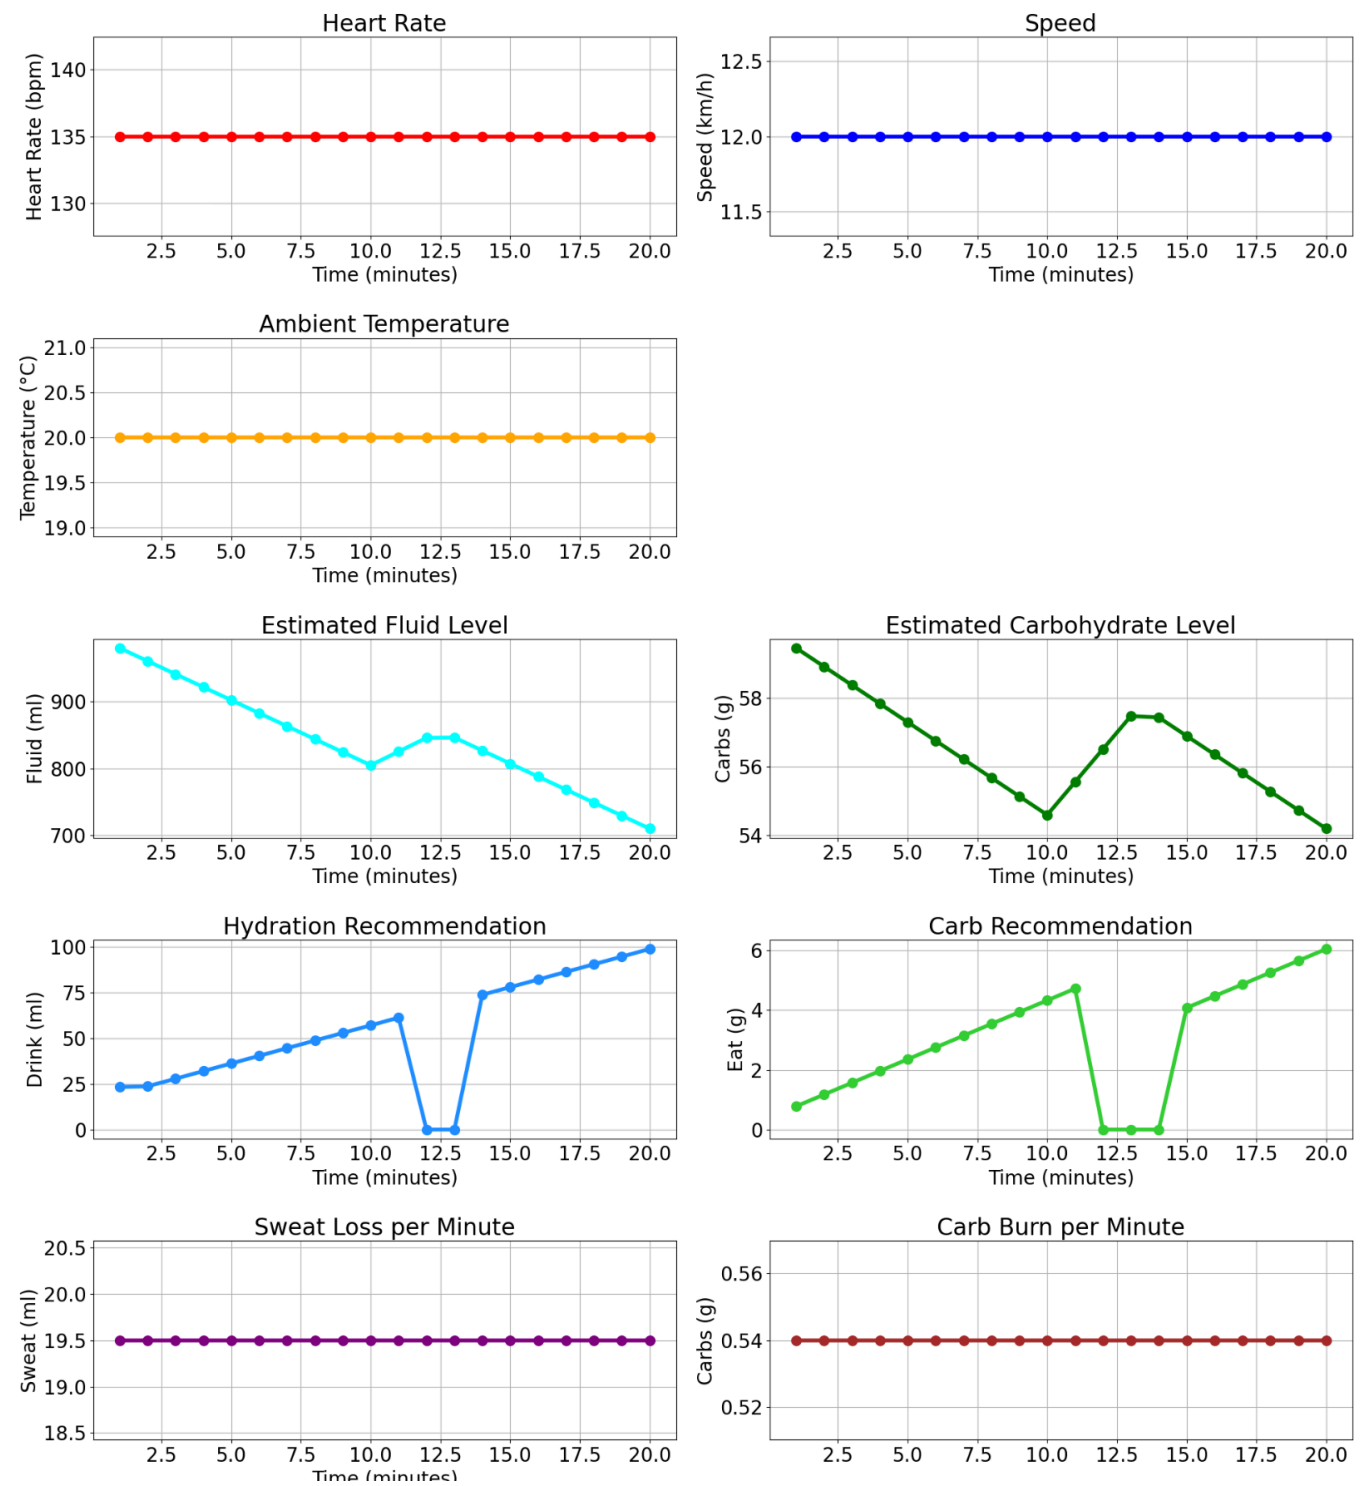 Heart Rate
Heart Rate (bpm)
140
135
130
2.5 5.0 7.5 10.0 12.5 15.0 17.5 20.0
Time (minutes)
Speed
Speed (km/h)
12.5
12.0
11.5
2.5 5.0 7.5 10.0 12.5 15.0 17.5 20.0
Time (minutes)
Ambient Temperature
Temperature (°C)
21.0
20.5
20.0
19.5
19.0
2.5 5.0 7.5 10.0 12.5 15.0 17.5 20.0
Time (minutes)
Estimated Fluid Level
Fluid (ml)
900
800
700
2.5 5.0 7.5 10.0 12.5 15.0 17.5 20.0
Time (minutes)
Estimated Carbohydrate Level
Carbs (g)
58
56
54
2.5 5.0 7.5 10.0 12.5 15.0 17.5 20.0
Time (minutes)
Hydration Recommendation
Drink (ml)
100
75
50
25
0
2.5 5.0 7.5 10.0 12.5 15.0 17.5 20.0
Time (minutes)
Carb Recommendation
Eat (g)
6
4
2
0
2.5 5.0 7.5 10.0 12.5 15.0 17.5 20.0
Time (minutes)
Sweat Loss per Minute
Sweat (ml)
20.5
20.0
19.5
19.0
18.5
2.5 5.0 7.5 10.0 12.5 15.0 17.5 20.0
Time (minutes)
Carb Burn per Minute
Carbs (g)
0.56
0.54
0.52
2.5 5.0 7.5 10.0 12.5 15.0 17.5 20.0
Time (minutes)